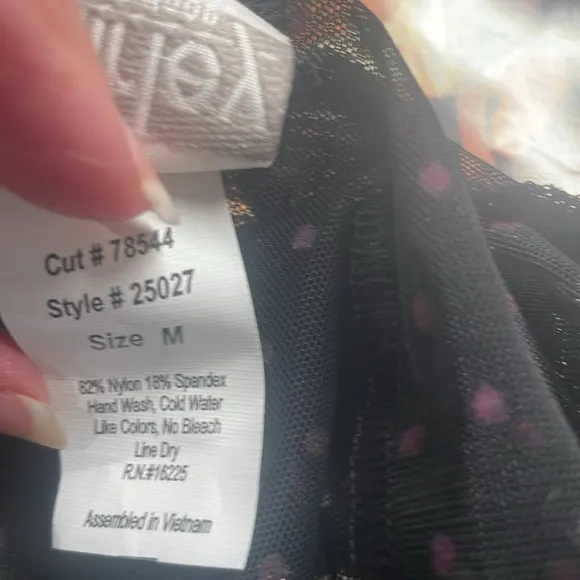 Cut # 78544
Style # 25027
Size M
82% Nylon 18% Spandex
Hand Wash, Cold Water
Like Colors, No Bleach
Line Dry
R.N.#16225
Assembled in Vietnam